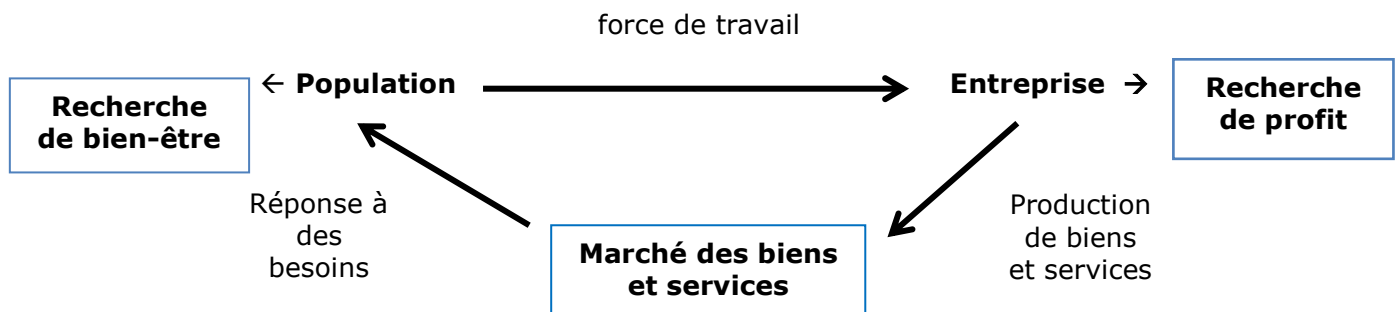 force de travail
← Population
Entreprise →
Recherche
de bien-être
Recherche
de profit
Réponse à
des
besoins
Production
de biens
et services
Marché des biens
et services